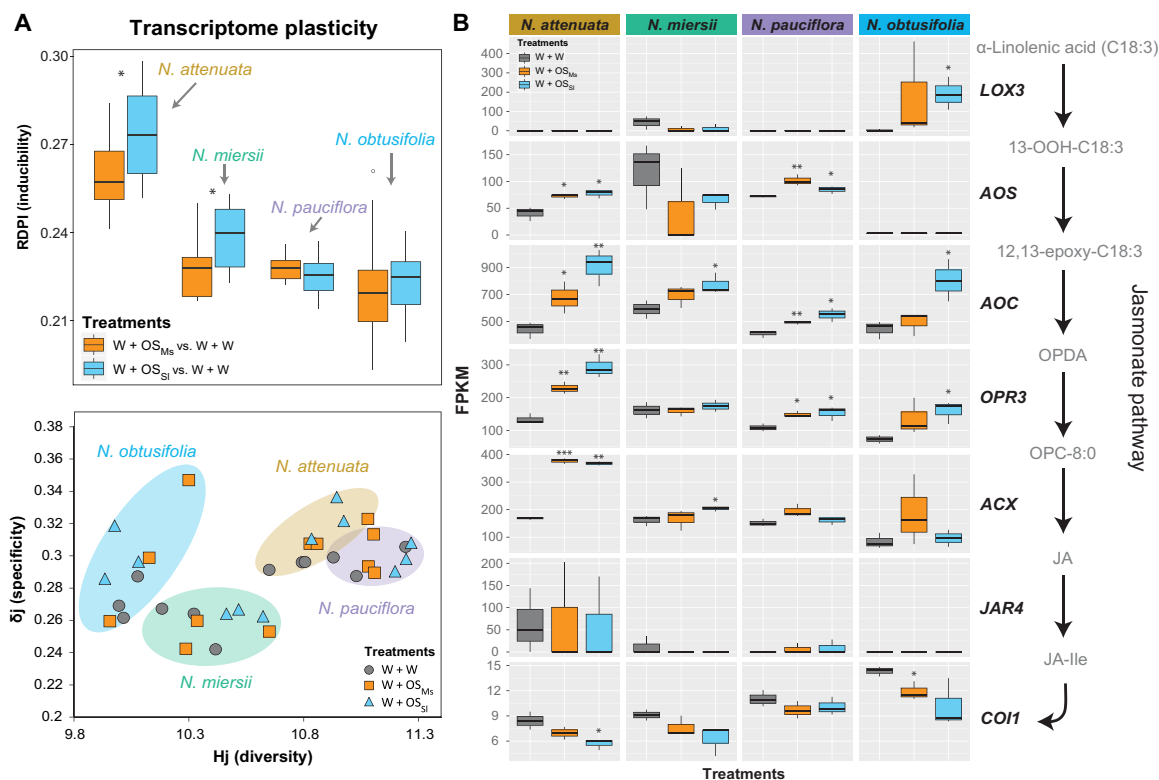 A
Transcriptome plasticity
RDPI (inducibility)
0.30
0.27
0.24
0.21
*
N. attenuata
*
N. miersii
N. obtusifolia
N. pauciflora
Treatments
W + OSMs vs. W + W
W + OSSl vs. W + W
δj (specificity)
0.38
0.36
0.34
0.32
0.3
0.28
0.26
0.24
0.22
0.2
N. obtusifolia
N. attenuata
N. pauciflora
N. miersii
Treatments
W + W
W + OSMs
W + OSSl
9.8 10.3 10.8 11.3
Hj (diversity)
B
N. attenuata N. miersii N. pauciflora N. obtusifolia
Treatments
W + W
W + OSMs
W + OSSl
FPKM
400
300
200
100
0
*
150
100
50
0
* * ** *
900
700
500
* ** * ** * *
300
200
100
0
** ** * * *
400
300
200
100
0
*** ** *
200
150
100
50
0
15
12
9
6
* *
Treatments
α-Linolenic acid (C18:3)
LOX3
13-OOH-C18:3
AOS
12,13-epoxy-C18:3
AOC
OPDA
OPR3
OPC-8:0
ACX
JA
JAR4
JA-Ile
COI1
Jasmonate pathway